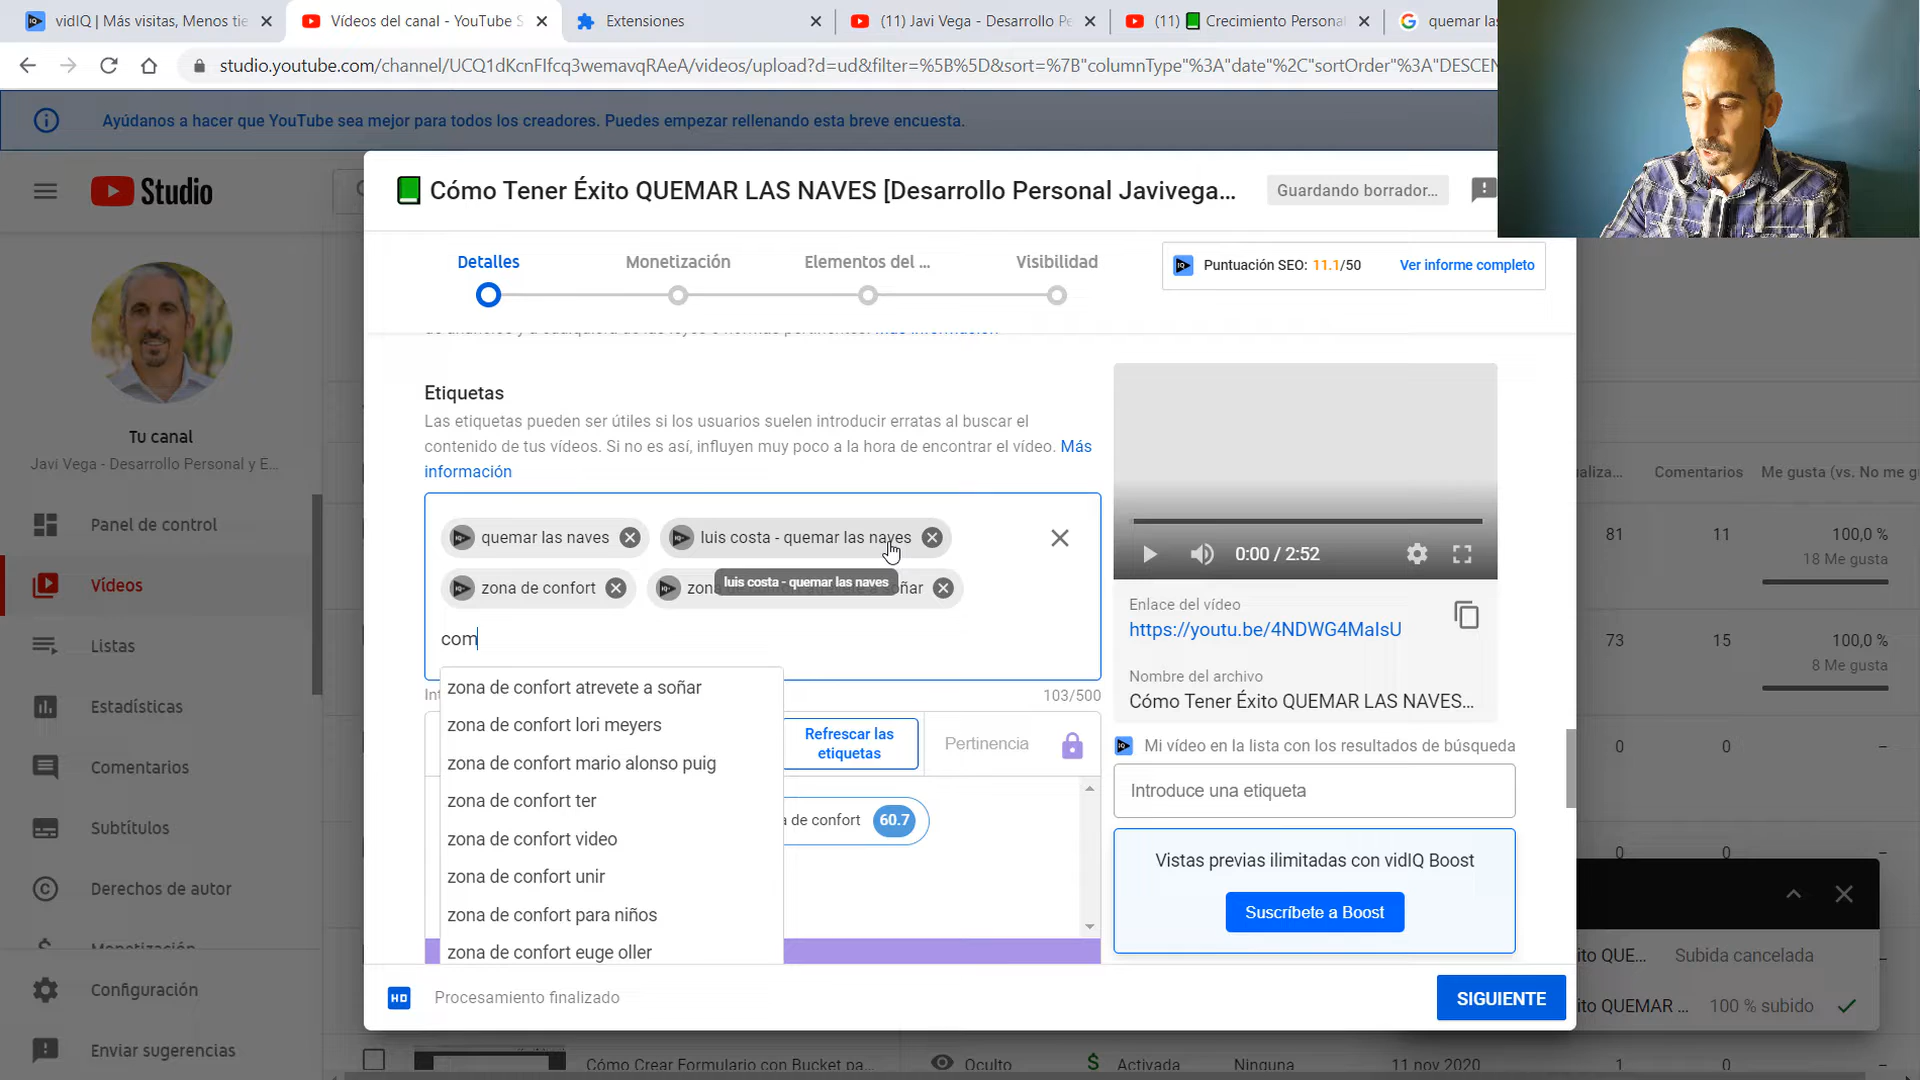 vidIQ | Más visitas, Menos tie
Vídeos del canal - YouTube S
Extensiones
(11) Javi Vega - Desarrollo Pe
(11) Crecimiento Personal
quemar las
studio.youtube.com/channel/UCQ1dKcnFIfcq3wemavqRAeA/videos/upload?d=ud&filter=%5B%5D&sort=%7B"columnType"%3A"date"%2C"sortOrder"%3A"DESCEN
Ayúdanos a hacer que YouTube sea mejor para todos los creadores. Puedes empezar rellenando esta breve encuesta.
Studio
Cómo Tener Éxito QUEMAR LAS NAVES [Desarrollo Personal Javivega...
Guardando borrador...
Detalles
Monetización
Elementos del ...
Visibilidad
Puntuación SEO: 11.1/50
Ver informe completo
Más información
Tu canal
Javi Vega - Desarrollo Personal y E...
Panel de control
Vídeos
Listas
Estadísticas
Comentarios
Subtítulos
Derechos de autor
Monetización
Configuración
Enviar sugerencias
Etiquetas
Las etiquetas pueden ser útiles si los usuarios suelen introducir erratas al buscar el
contenido de tus vídeos. Si no es así, influyen muy poco a la hora de encontrar el vídeo. Más
información
quemar las naves
luis costa - quemar las naves
zona de confort
luis costa - quemar las naves
com
103/500
zona de confort atrevete a soñar
zona de confort lori meyers
zona de confort mario alonso puig
zona de confort ter
zona de confort video
zona de confort unir
zona de confort para niños
zona de confort euge oller
Refrescar las
etiquetas
Pertinencia
de confort 60.7
0:00 / 2:52
Enlace del vídeo
https://youtu.be/4NDWG4MaIsU
Nombre del archivo
Cómo Tener Éxito QUEMAR LAS NAVES...
Mi vídeo en la lista con los resultados de búsqueda
Introduce una etiqueta
Vistas previas ilimitadas con vidIQ Boost
Suscríbete a Boost
HD
Procesamiento finalizado
SIGUIENTE
Comentarios
Me gusta (vs. No me g
81
11
100,0 %
18 Me gusta
73
15
100,0 %
8 Me gusta
0
0
–
0
0
–
ito QUE...
Subida cancelada
ito QUEMAR ...
100 % subido
Cómo Crear Formulario con Bucket pa...
Oculto
Activada
Ninguna
11 nov 2020
1
0
–